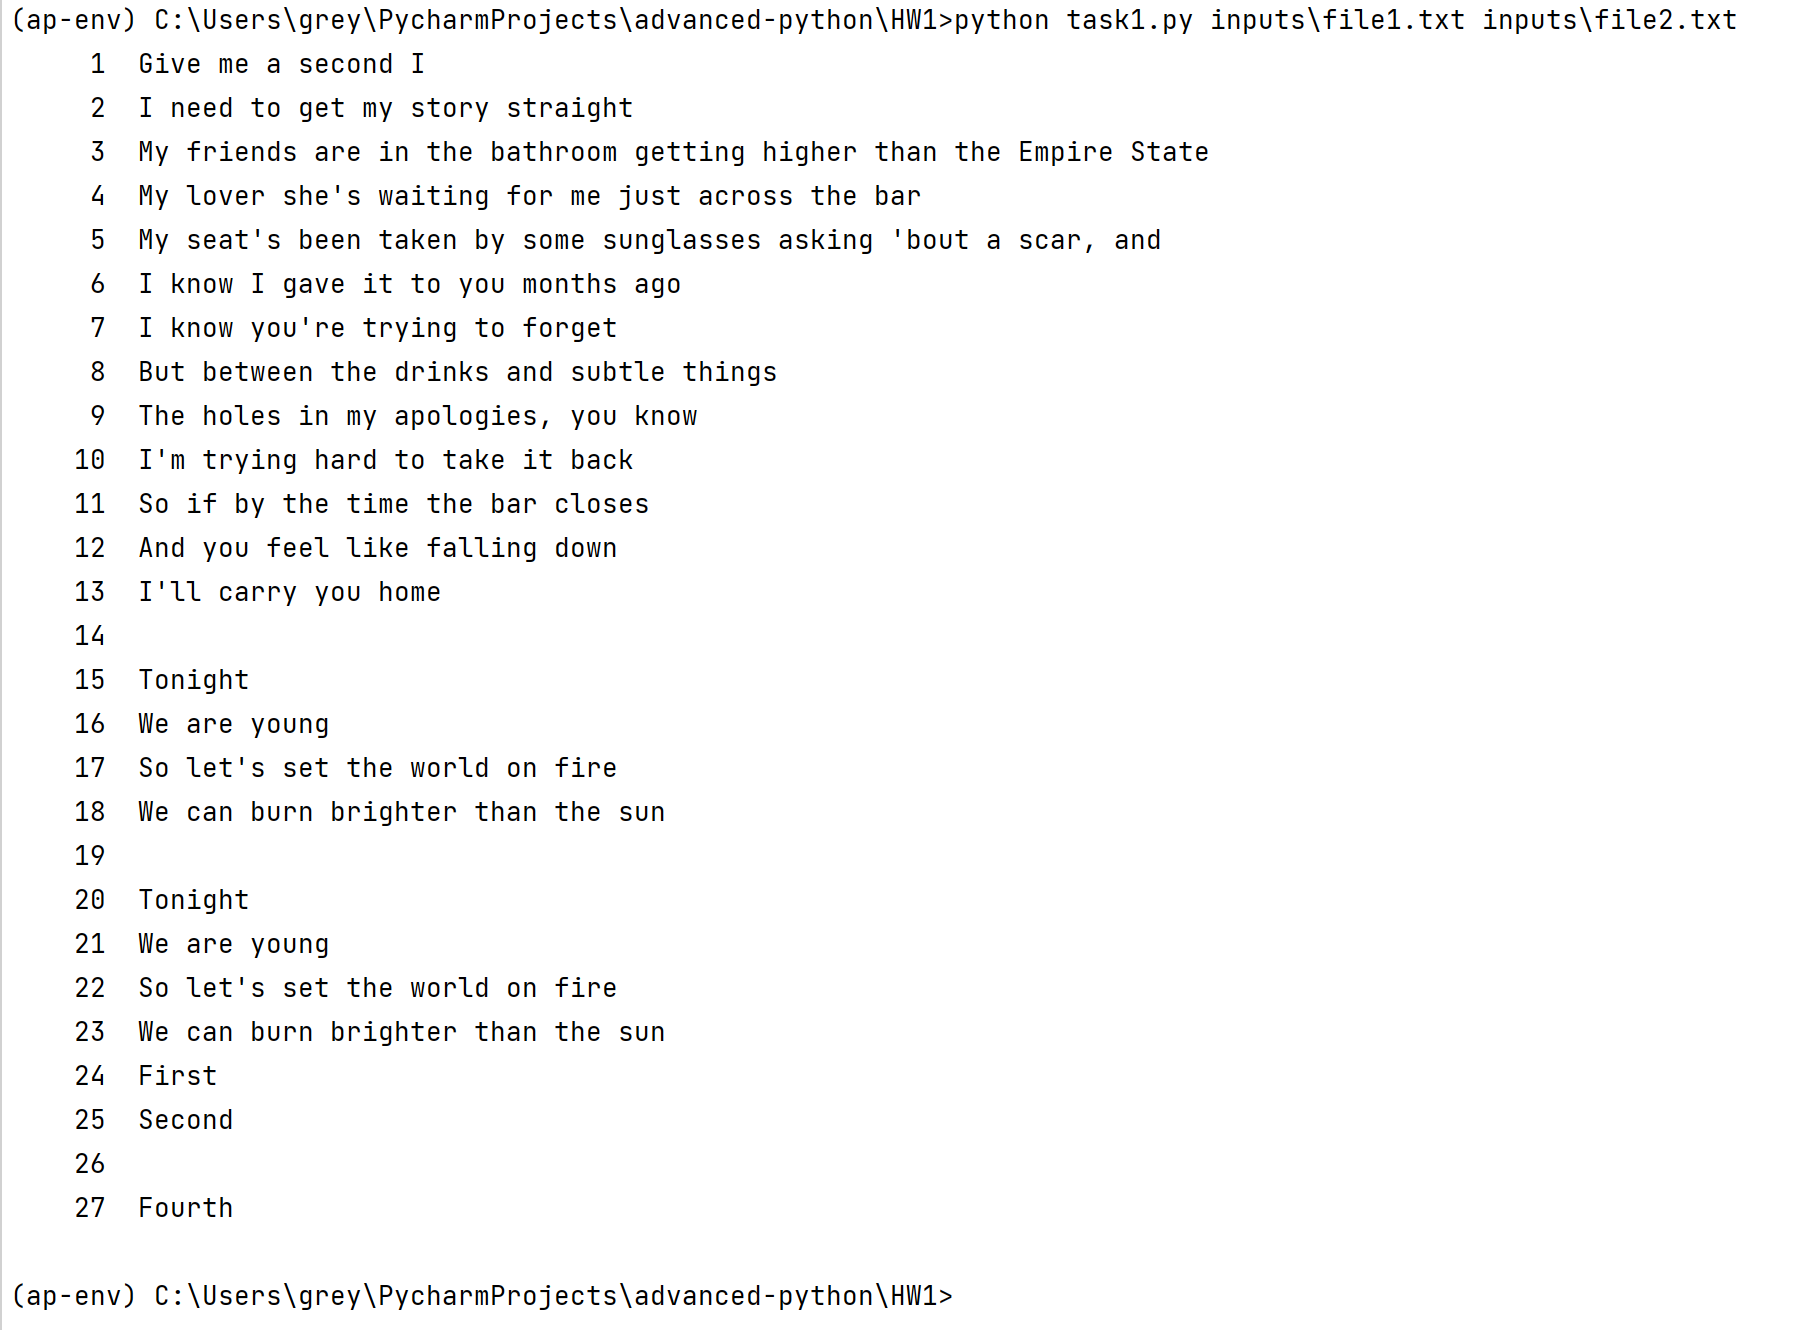 (ap-env) C:\Users\grey\PycharmProjects\advanced-python\HW1>python task1.py inputs\file1.txt inputs\file2.txt
     1  Give me a second I
     2  I need to get my story straight
     3  My friends are in the bathroom getting higher than the Empire State
     4  My lover she's waiting for me just across the bar
     5  My seat's been taken by some sunglasses asking 'bout a scar, and
     6  I know I gave it to you months ago
     7  I know you're trying to forget
     8  But between the drinks and subtle things
     9  The holes in my apologies, you know
    10  I'm trying hard to take it back
    11  So if by the time the bar closes
    12  And you feel like falling down
    13  I'll carry you home
    14
    15  Tonight
    16  We are young
    17  So let's set the world on fire
    18  We can burn brighter than the sun
    19
    20  Tonight
    21  We are young
    22  So let's set the world on fire
    23  We can burn brighter than the sun
    24  First
    25  Second
    26
    27  Fourth
(ap-env) C:\Users\grey\PycharmProjects\advanced-python\HW1>